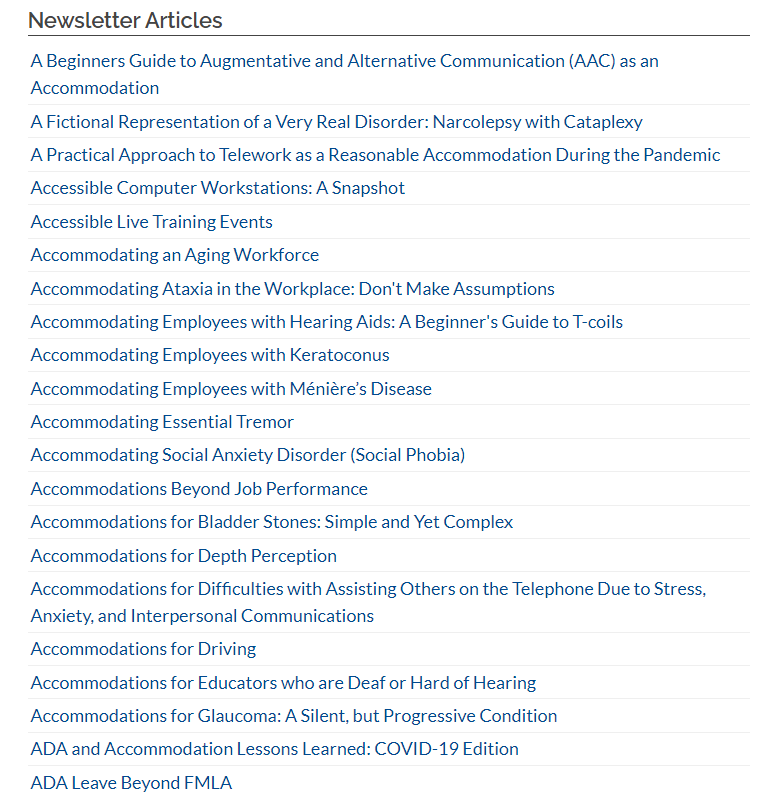 Newsletter Articles
A Beginners Guide to Augmentative and Alternative Communication (AAC) as an
Accommodation
A Fictional Representation of a Very Real Disorder: Narcolepsy with Cataplexy
A Practical Approach to Telework as a Reasonable Accommodation During the Pandemic
Accessible Computer Workstations: A Snapshot
Accessible Live Training Events
Accommodating an Aging Workforce
Accommodating Ataxia in the Workplace: Don't Make Assumptions
Accommodating Employees with Hearing Aids: A Beginner's Guide to T-coils
Accommodating Employees with Keratoconus
Accommodating Employees with Ménière’s Disease
Accommodating Essential Tremor
Accommodating Social Anxiety Disorder (Social Phobia)
Accommodations Beyond Job Performance
Accommodations for Bladder Stones: Simple and Yet Complex
Accommodations for Depth Perception
Accommodations for Difficulties with Assisting Others on the Telephone Due to Stress,
Anxiety, and Interpersonal Communications
Accommodations for Driving
Accommodations for Educators who are Deaf or Hard of Hearing
Accommodations for Glaucoma: A Silent, but Progressive Condition
ADA and Accommodation Lessons Learned: COVID-19 Edition
ADA Leave Beyond FMLA